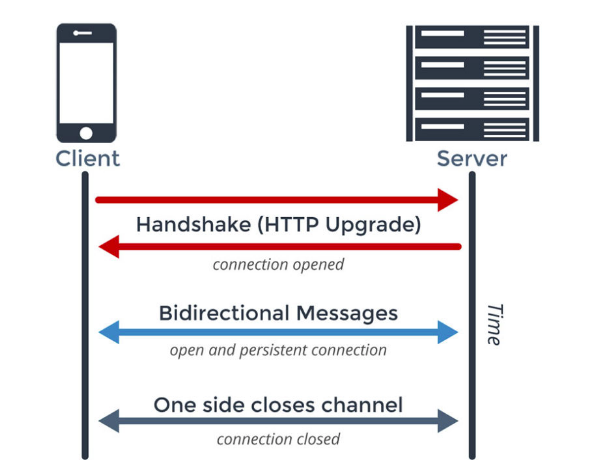 Client
Server
Handshake (HTTP Upgrade)
connection opened
Bidirectional Messages
open and persistent connection
Time
One side closes channel
connection closed